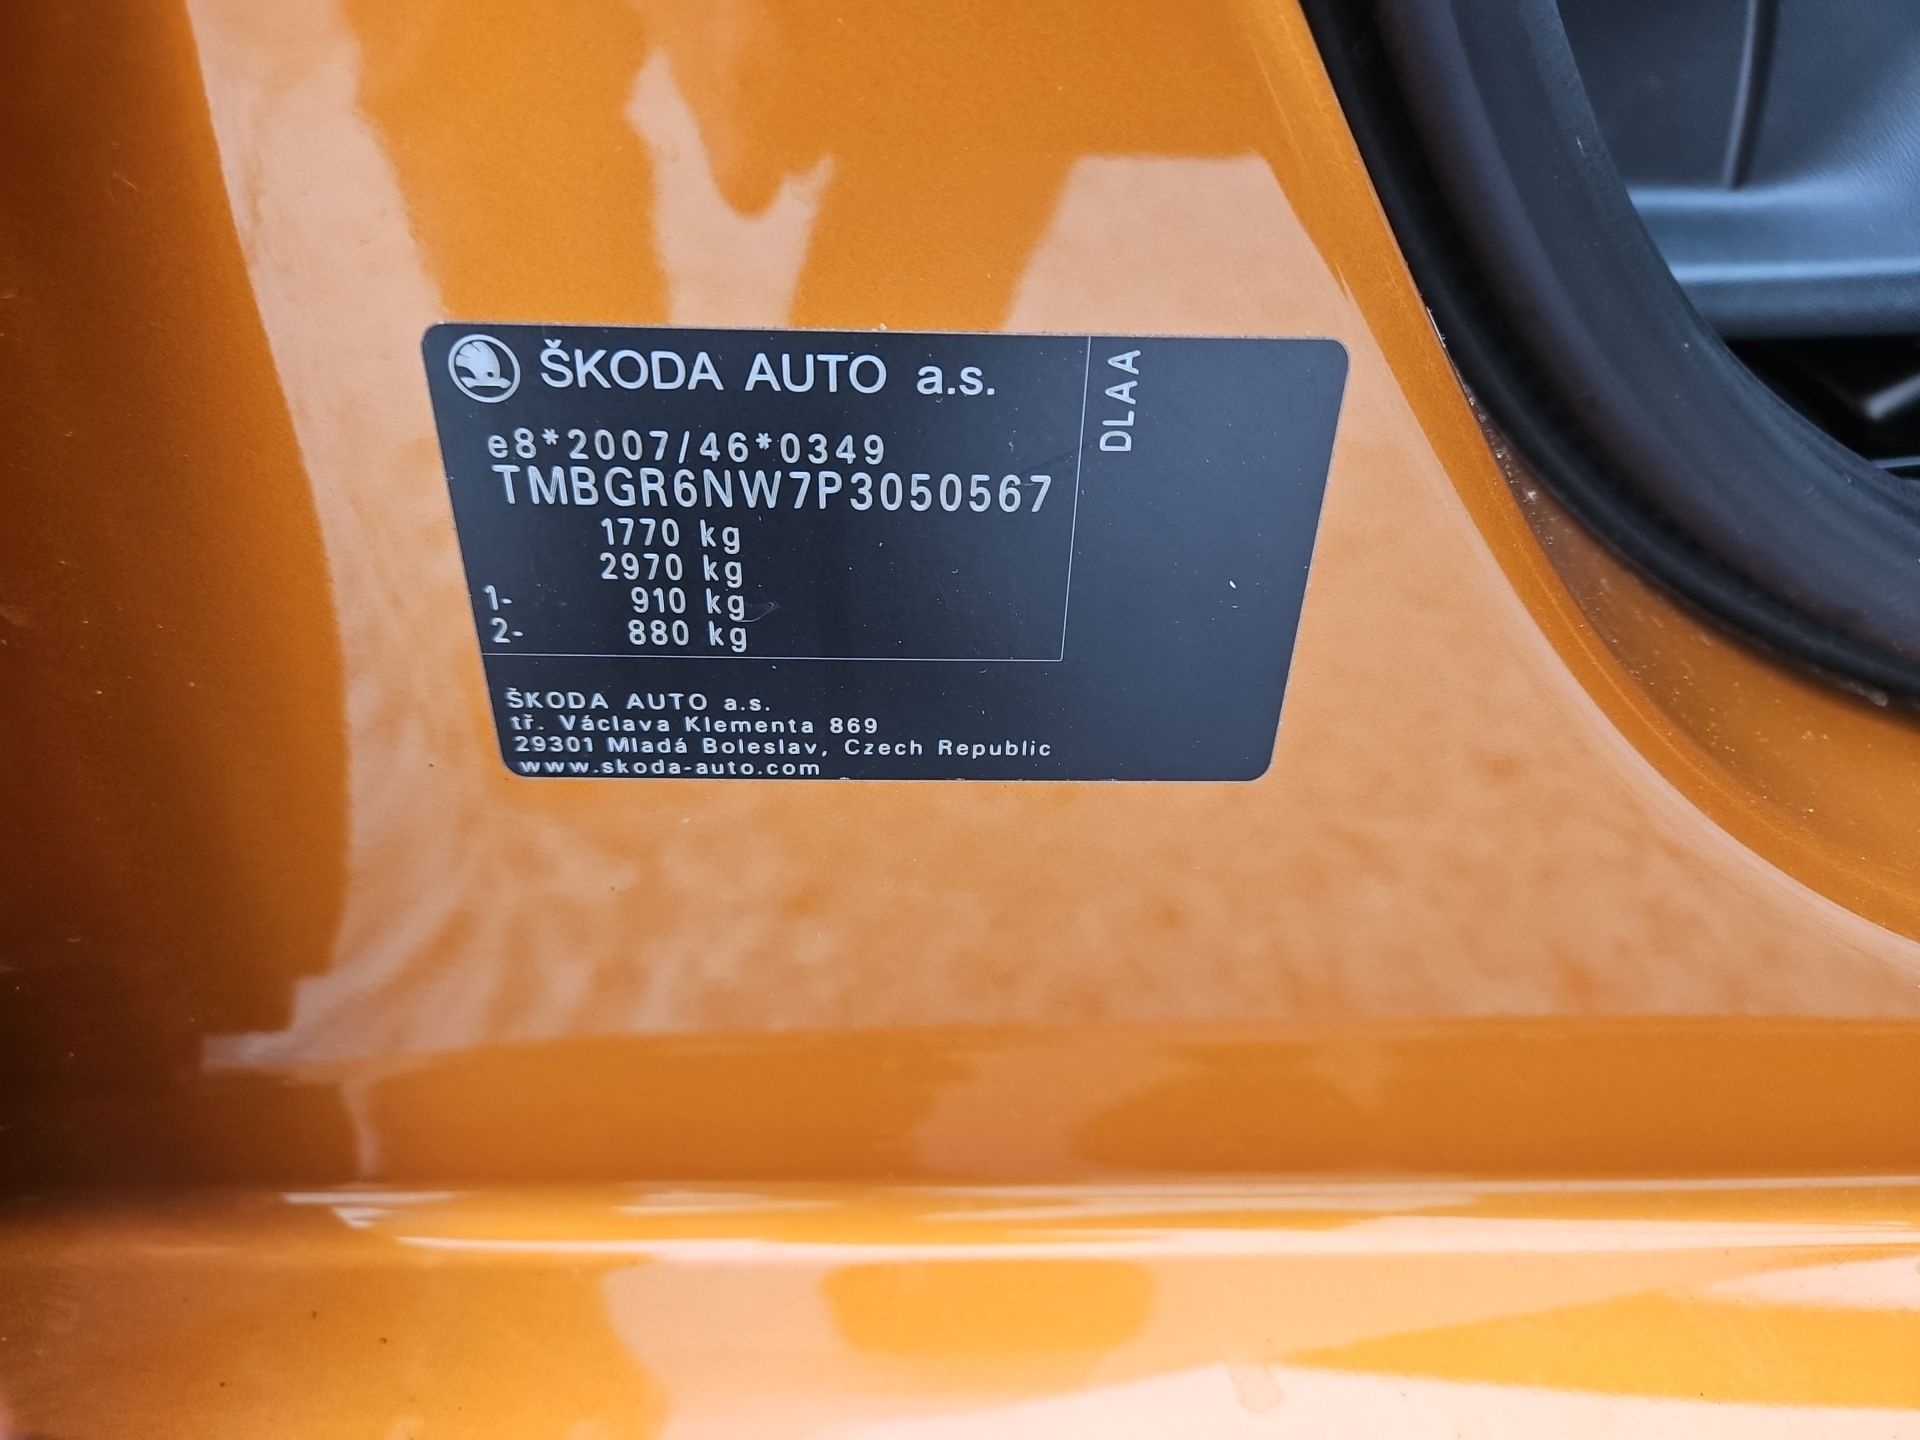 ŠKODA AUTO a.s.
DLAA
e8*2007/46*0349
TMBGR6NW7P3050567
1770 kg
2970 kg
1- 910 kg
2- 880 kg
ŠKODA AUTO a.s.
tř. Václava Klementa 869
29301 Mladá Boleslav, Czech Republic
www.skoda-auto.com